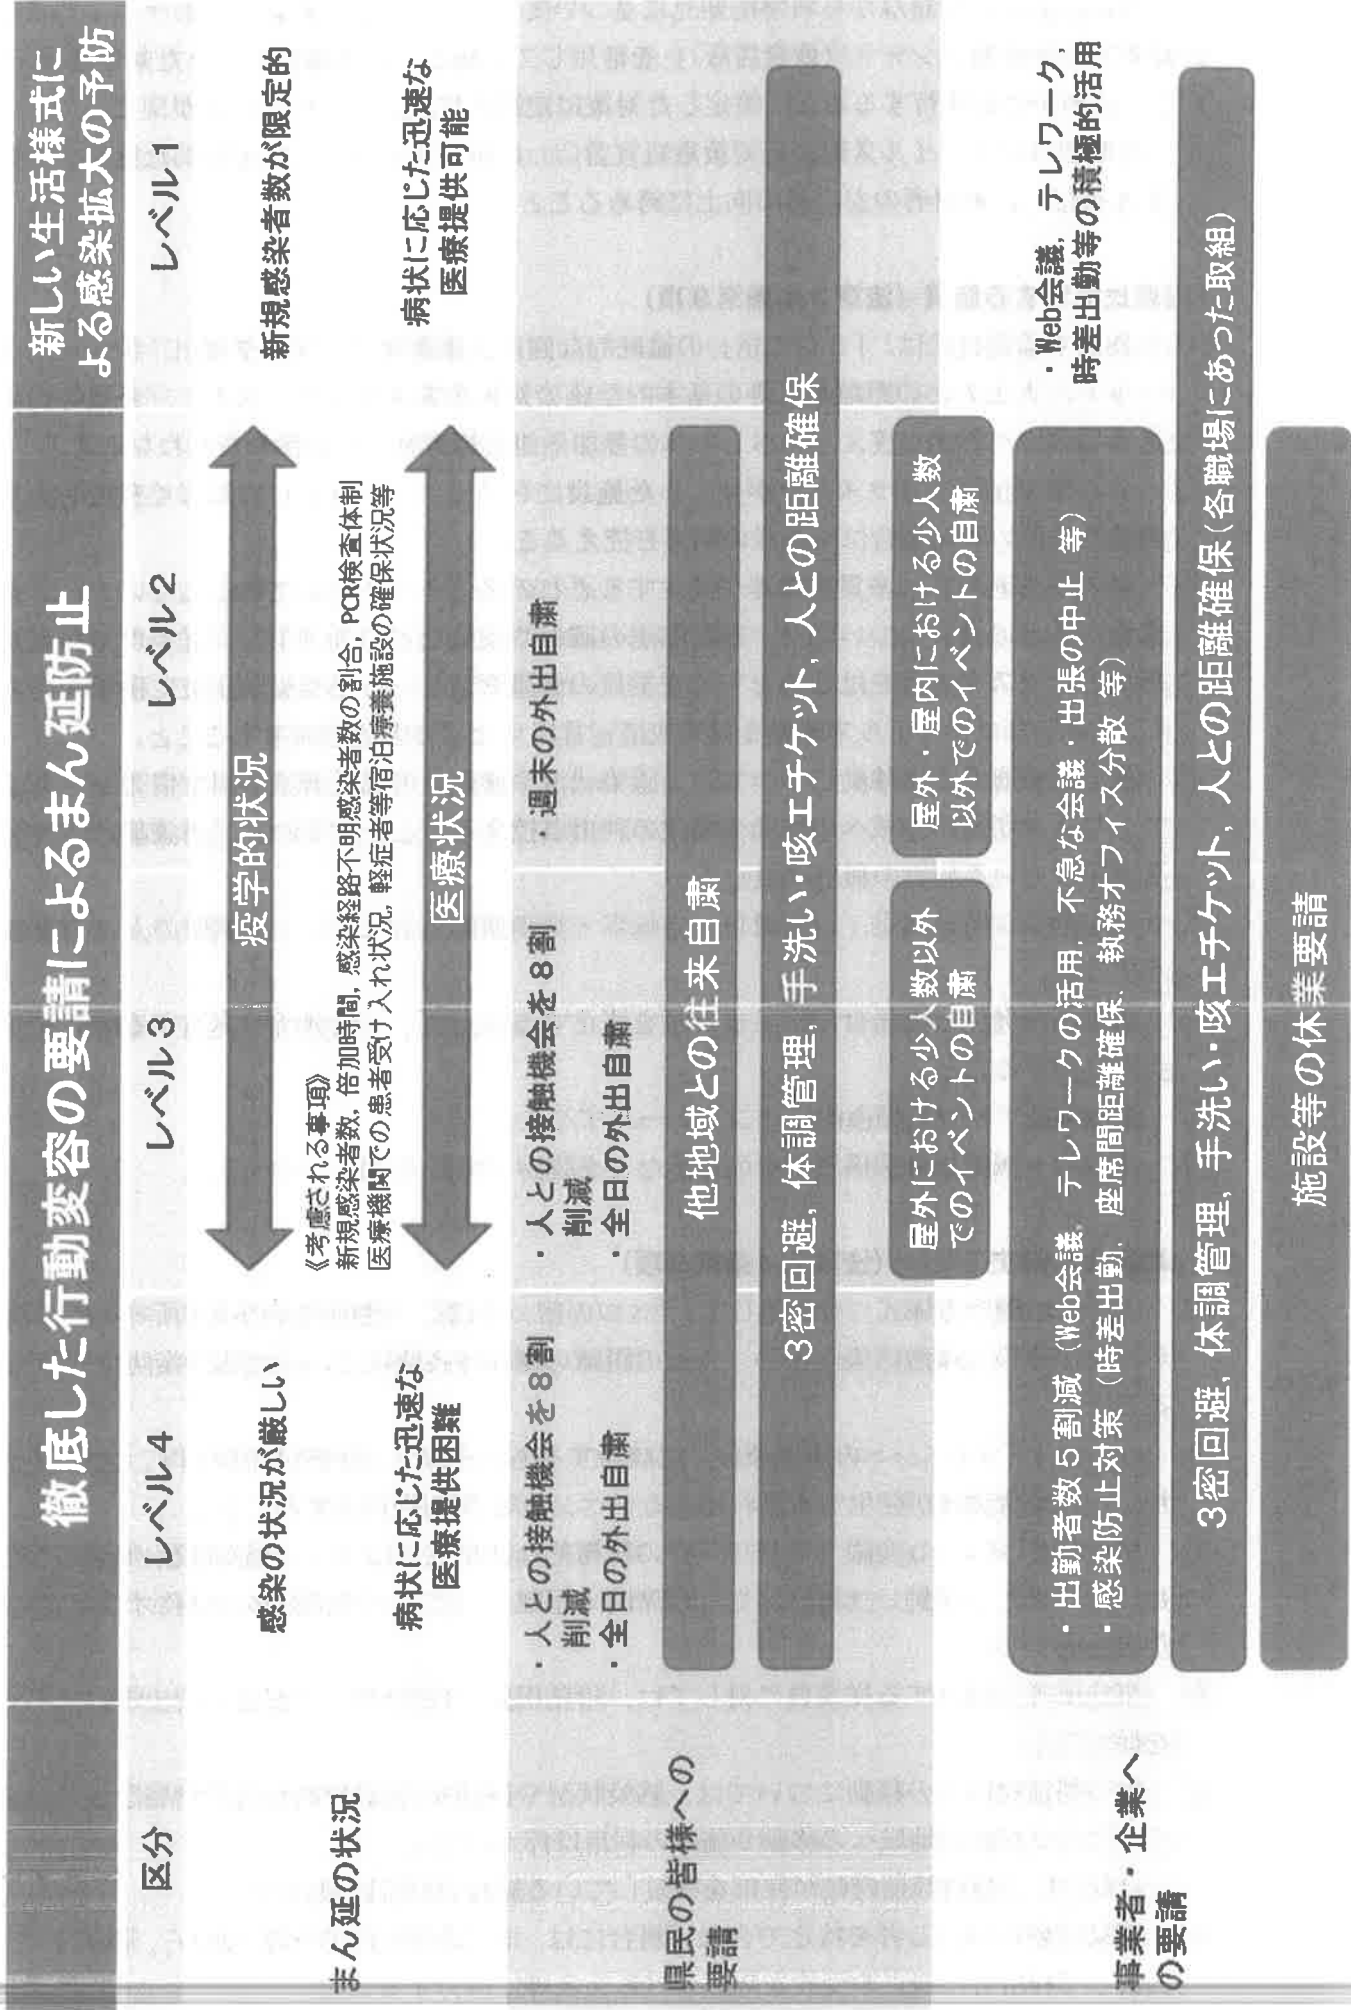 徹底した行動変容の要請によるまん延防止
新しい生活様式に
よる感染拡大の予防
区分
レベル4
レベル3
レベル2
レベル1
まん延の状況
感染の状況が厳しい
疫学的状況
新規感染者数が限定的
《考慮される事項》
新規感染者数，倍加時間，感染経路不明感染者数の割合，PCR検査体制
医療機関での患者受け入れ状況，軽症者等宿泊療養施設の確保状況等
病状に応じた迅速な
医療提供困難
医療状況
病状に応じた迅速な
医療提供可能
県民の皆様への
要請
・人との接触機会を８割
削減
・全日の外出自粛
・人との接触機会を８割
削減
・全日の外出自粛
・週末の外出自粛
他地域との往来自粛
3密回避，体調管理，手洗い・咳エチケット，人との距離確保
屋外における少人数以外
でのイベントの自粛
屋外・屋内における少人数
以外でのイベントの自粛
事業者・企業へ
の要請
・出勤者数５割減（Web会議，テレワークの活用，不急な会議・出張の中止 等）
・感染防止対策（時差出勤，座席間距離確保，執務オフィス分散 等）
・Web会議，テレワーク，
時差出勤等の積極的活用
3密回避，体調管理，手洗い・咳エチケット，人との距離確保（各職場にあった取組）
施設等の休業要請